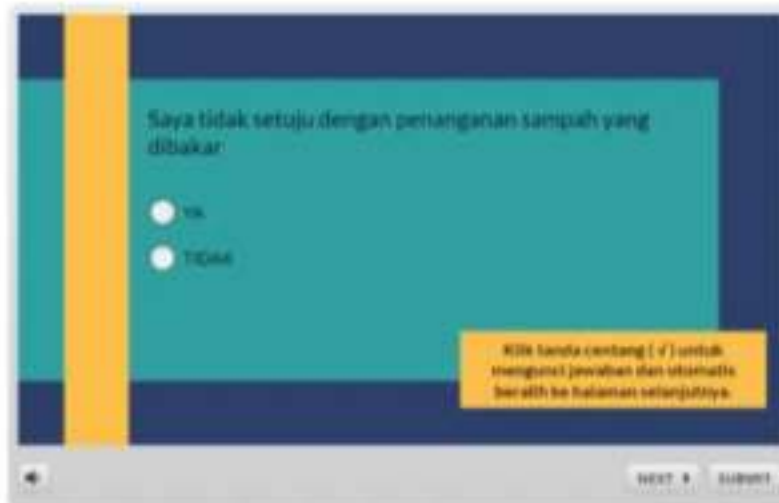 Saya tidak setuju dengan penanganan sampah yang
dibakar
YA
TIDAK
Klik tanda centang ( √ ) untuk
mengunci jawaban dan otomatis
beralih ke halaman selanjutnya.
NEXT
SUBMIT